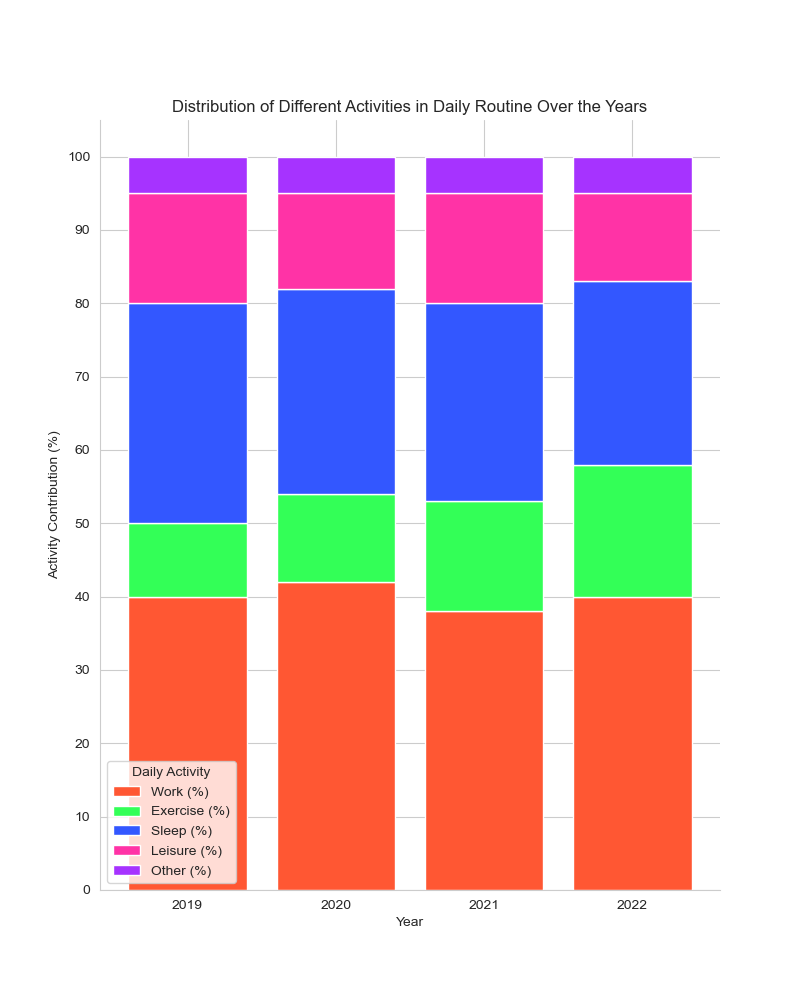 Distribution of Different Activities in Daily Routine Over the Years
Activity Contribution (%)
100
90
80
70
60
50
40
30
20
10
0
Daily Activity
Work (%)
Exercise (%)
Sleep (%)
Leisure (%)
Other (%)
2019 2020 2021 2022
Year